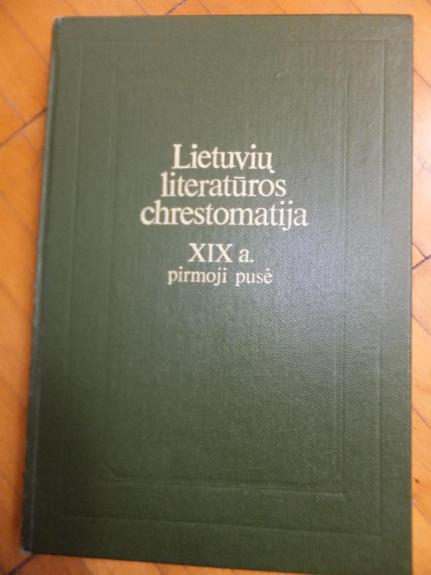 Lietuvių
literatūros
chrestomatija
XIX a.
pirmoji pusė